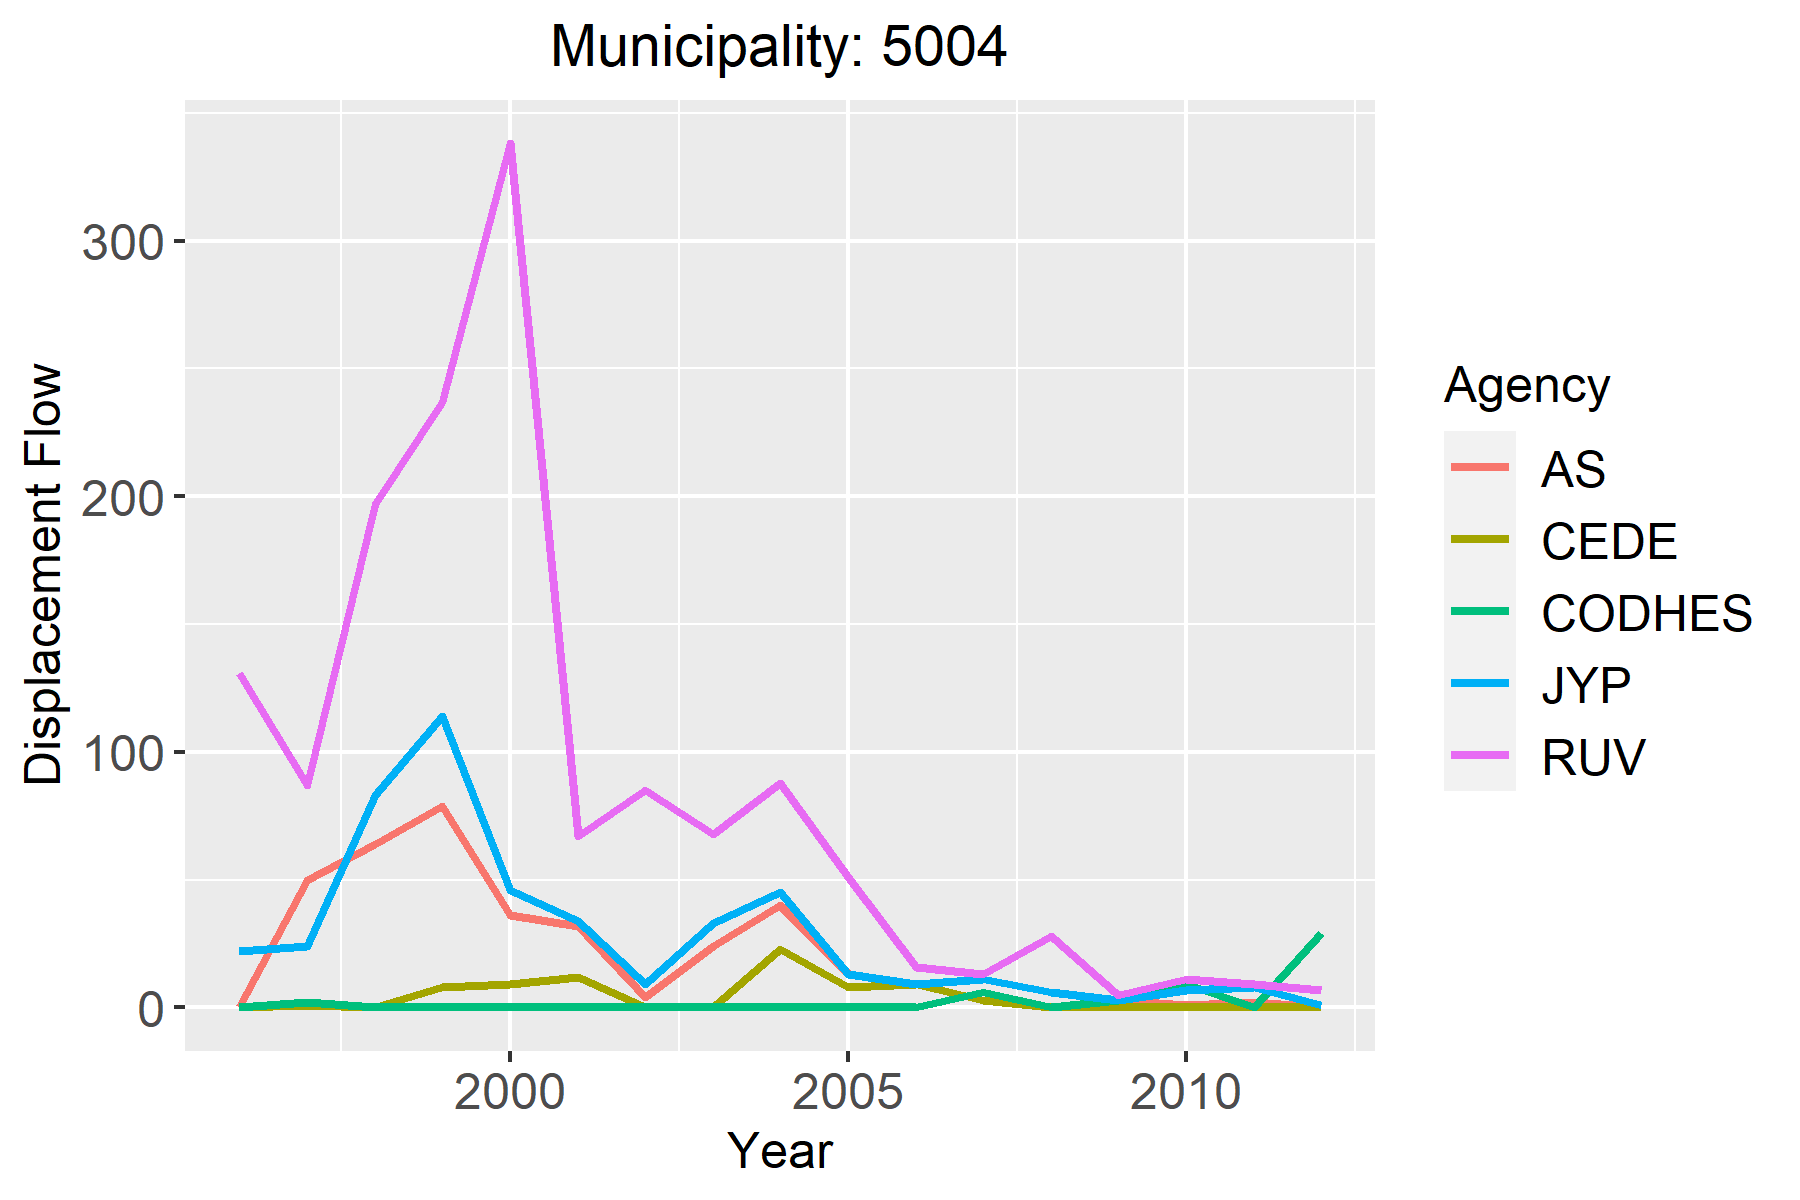 Municipality: 5004
Displacement Flow
300
200
100
0
2000
2005
2010
Year
Agency
AS
CEDE
CODHES
JYP
RUV